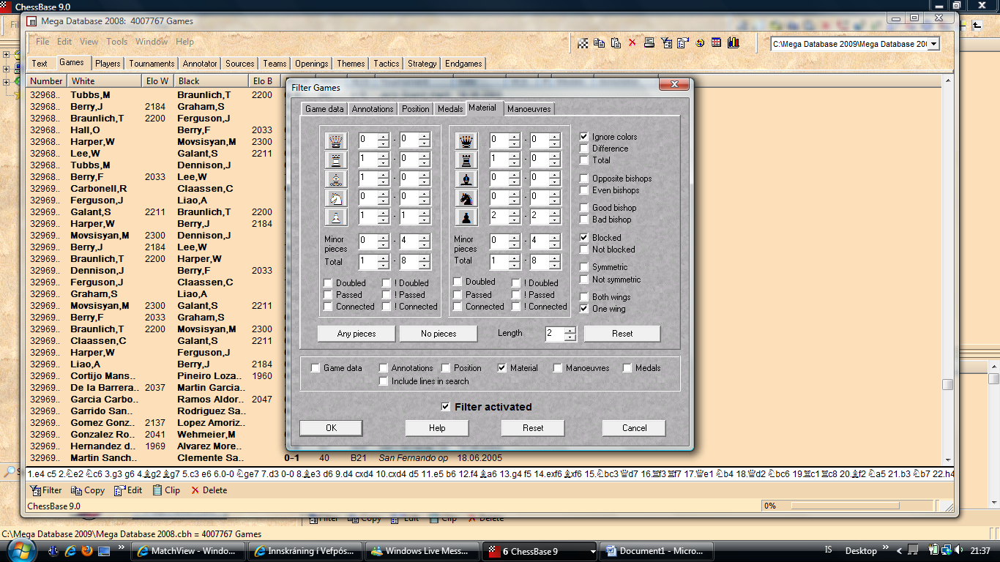 ChessBase 9.0
Mega Database 2008: 4007767 Games
File Edit View Tools Window Help
C:\Mega Database 2009\Mega Database 200
Text Games Players Tournaments Annotator Sources Teams Openings Themes Tactics Strategy Endgames
Number White Elo W Black Elo B
32968.. Tubbs,M Braunlich,T 2200
32968.. Berry,J 2184 Graham,S
32968.. Braunlich,T 2200 Ferguson,J
32968.. Hall,O Berry,F 2033
32968.. Harper,W Movsisyan,M 2300
32968.. Lee,W Galant,S 2211
32968.. Tubbs,M Dennison,J
32968.. Berry,F 2033 Lee,W
32968.. Carbonell,R Claassen,C
32968.. Ferguson,J Liao,A
32969.. Galant,S 2211 Braunlich,T 2200
32969.. Harper,W Berry,J 2184
32969.. Movsisyan,M 2300 Dennison,J
32969.. Berry,J 2184 Lee,W
32969.. Braunlich,T 2200 Harper,W
32969.. Dennison,J Berry,F 2033
32969.. Ferguson,J Claassen,C
32969.. Graham,S Liao,A
32969.. Movsisyan,M 2300 Galant,S 2211
32969.. Berry,F 2033 Graham,S
32969.. Braunlich,T 2200 Movsisyan,M 2300
32969.. Claassen,C Galant,S 2211
32969.. Harper,W Ferguson,J
32969.. Liao,A Berry,J 2184
32969.. Cortijo Mans.. Pineiro Loza.. 1960
32969.. De la Barrera.. 2037 Martin Garcia..
32969.. Garcia Carbo.. Ramos Aldor.. 2047
32969.. Garrido San.. Rodriguez Sa..
32969.. Gomez Gonz.. 2137 Lopez Amoriz..
32969.. Gonzalez Ro.. 2041 Wehmeier,M
32969.. Hernandez d.. 1969 Alvarez More..
32969.. Martin Sanch.. Clemente Sa.. 0-1 40 B21 San Fernando op 18.06.2005
Filter Games
Game data Annotations Position Medals Material Manoeuvres
0 - 0 0 - 0
1 - 0 1 - 0
1 - 0 0 - 0
0 - 0 0 - 0
1 - 1 2 - 2
Minor pieces 0 - 4 Minor pieces 0 - 4
Total 1 - 8 Total 1 - 8
Doubled ! Doubled Doubled ! Doubled
Passed ! Passed Passed ! Passed
Connected ! Connected Connected ! Connected
Ignore colors
Difference
Total
Opposite bishops
Even bishops
Good bishop
Bad bishop
Blocked
Not blocked
Symmetric
Not symmetric
Both wings
One wing
Any pieces No pieces Length 2 Reset
Game data Annotations Position Material Manoeuvres Medals
Include lines in search
Filter activated
OK Help Reset Cancel
1.e4 c5 2.♘e2 ♘c6 3.g3 g6 4.♗g2 ♗g7 5.c3 e6 6.0-0 ♘ge7 7.d3 0-0 8.♗e3 d6 9.d4 cxd4 10.cxd4 d5 11.e5 b6 12.f4 ♗a6 13.g4 f5 14.exf6 ♗xf6 15.♘bc3 ♕d7 16.♖f3 ♖f7 17.♕e1 ♘b4 18.♕d2 ♘bc6 19.♖c1 ♖c8 20.♗f2 ♘a5 21.b3 ♘b7 22.h4
Filter Copy Edit Clip Delete
ChessBase 9.0 0%
Filter Copy Edit Clip Delete
C:\Mega Database 2009\Mega Database 2008.cbh = 4007767 Games
MatchView - Windo... Innskráning í Vefpós... Windows Live Mess... 6 ChessBase 9 Document1 - Micro... IS Desktop 21:37